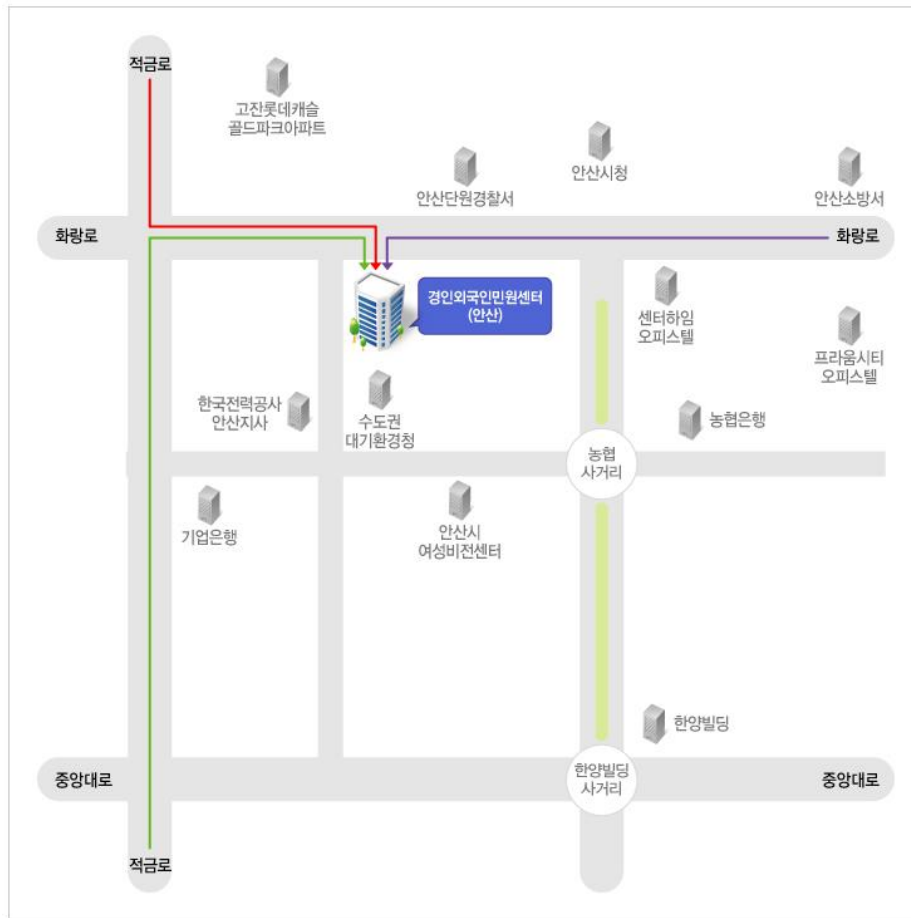 적금로
고잔롯데캐슬
골드파크아파트
안산시청
안산단원경찰서
안산소방서
화랑로
화랑로
경인외국인민원센터
(안산)
센터하임
오피스텔
프라움시티
오피스텔
한국전력공사
안산지사
수도권
대기환경청
농협은행
농협
사거리
기업은행
안산시
여성비전센터
한양빌딩
중앙대로
한양빌딩
사거리
중앙대로
적금로